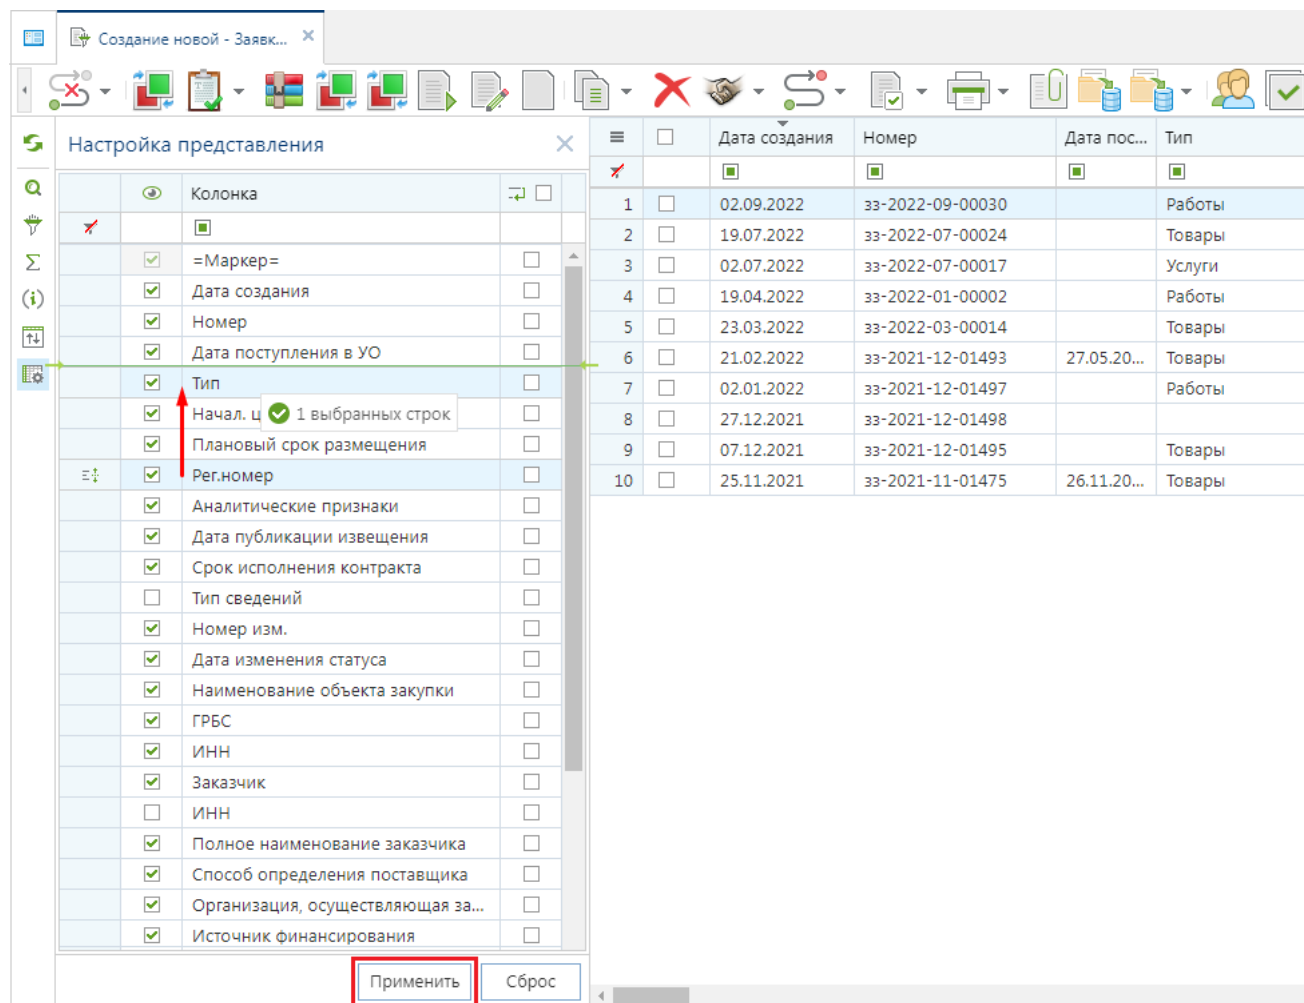 Создание новой - Заявк...
Настройка представления
Колонка
=Маркер=
Дата создания
Номер
Дата поступления в УО
Тип
Начал. ц
1 выбранных строк
Плановый срок размещения
Рег.номер
Аналитические признаки
Дата публикации извещения
Срок исполнения контракта
Тип сведений
Номер изм.
Дата изменения статуса
Наименование объекта закупки
ГРБС
ИНН
Заказчик
ИНН
Полное наименование заказчика
Способ определения поставщика
Организация, осуществляющая за...
Источник финансирования
Применить Сброс
Дата создания Номер Дата пос... Тип
1 02.09.2022 зз-2022-09-00030 Работы
2 19.07.2022 зз-2022-07-00024 Товары
3 02.07.2022 зз-2022-07-00017 Услуги
4 19.04.2022 зз-2022-01-00002 Работы
5 23.03.2022 зз-2022-03-00014 Товары
6 21.02.2022 зз-2021-12-01493 27.05.20... Товары
7 02.01.2022 зз-2021-12-01497 Работы
8 27.12.2021 зз-2021-12-01498
9 07.12.2021 зз-2021-12-01495 Товары
10 25.11.2021 зз-2021-11-01475 26.11.20... Товары